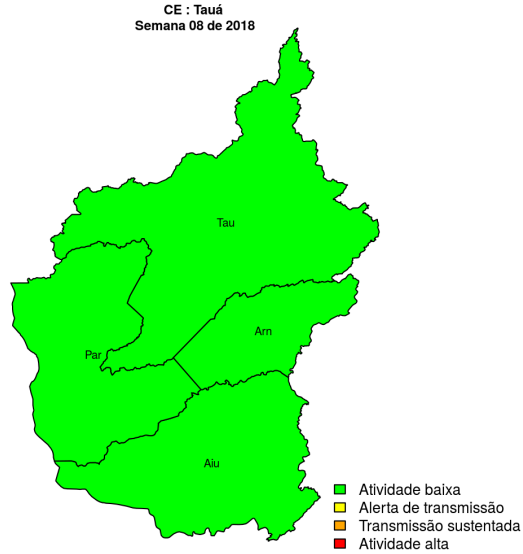 CE : Tauá
Semana 08 de 2018
Tau
Arn
Par
Aiu
Atividade baixa
Alerta de transmissão
Transmissão sustentada
Atividade alta